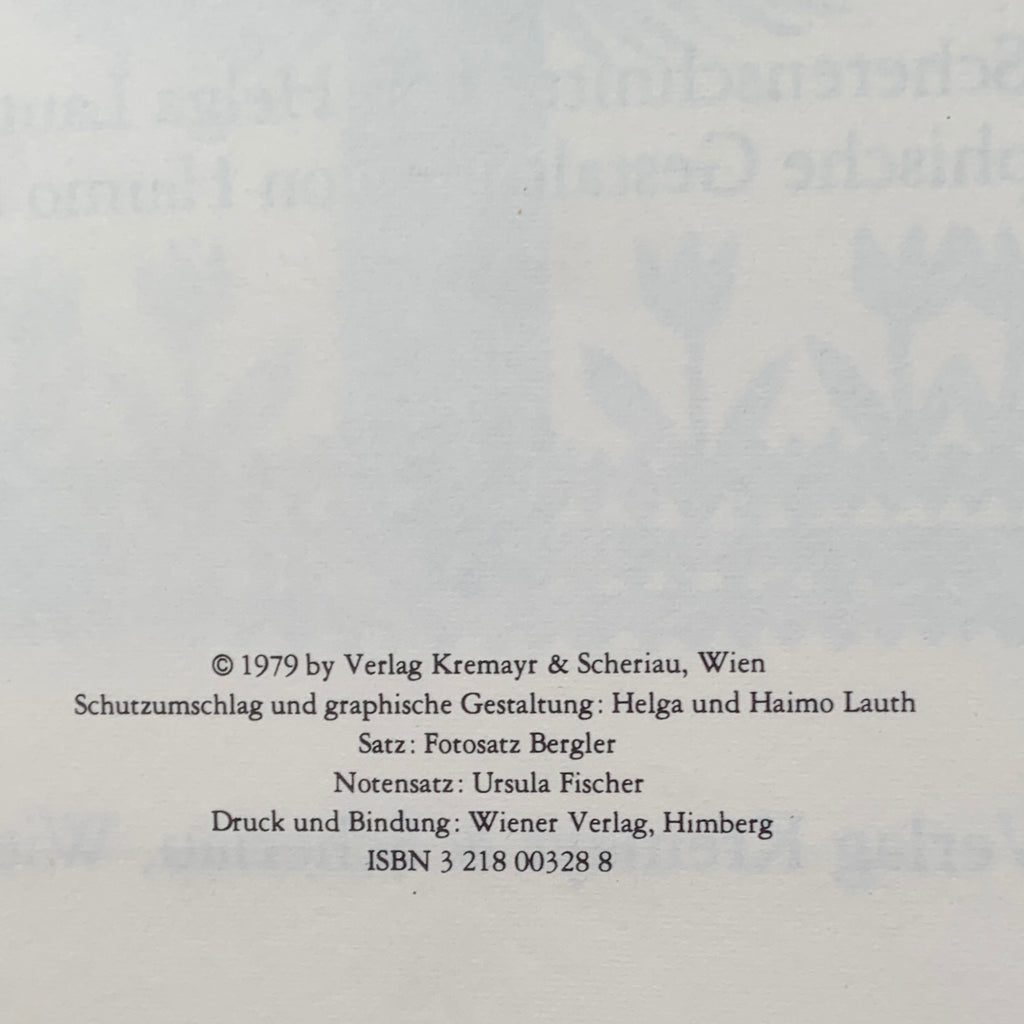 © 1979 by Verlag Kremayr & Scheriau, Wien
Schutzumschlag und graphische Gestaltung: Helga und Haimo Lauth
Satz: Fotosatz Bergler
Notensatz: Ursula Fischer
Druck und Bindung: Wiener Verlag, Himberg
ISBN 3 218 00328 8